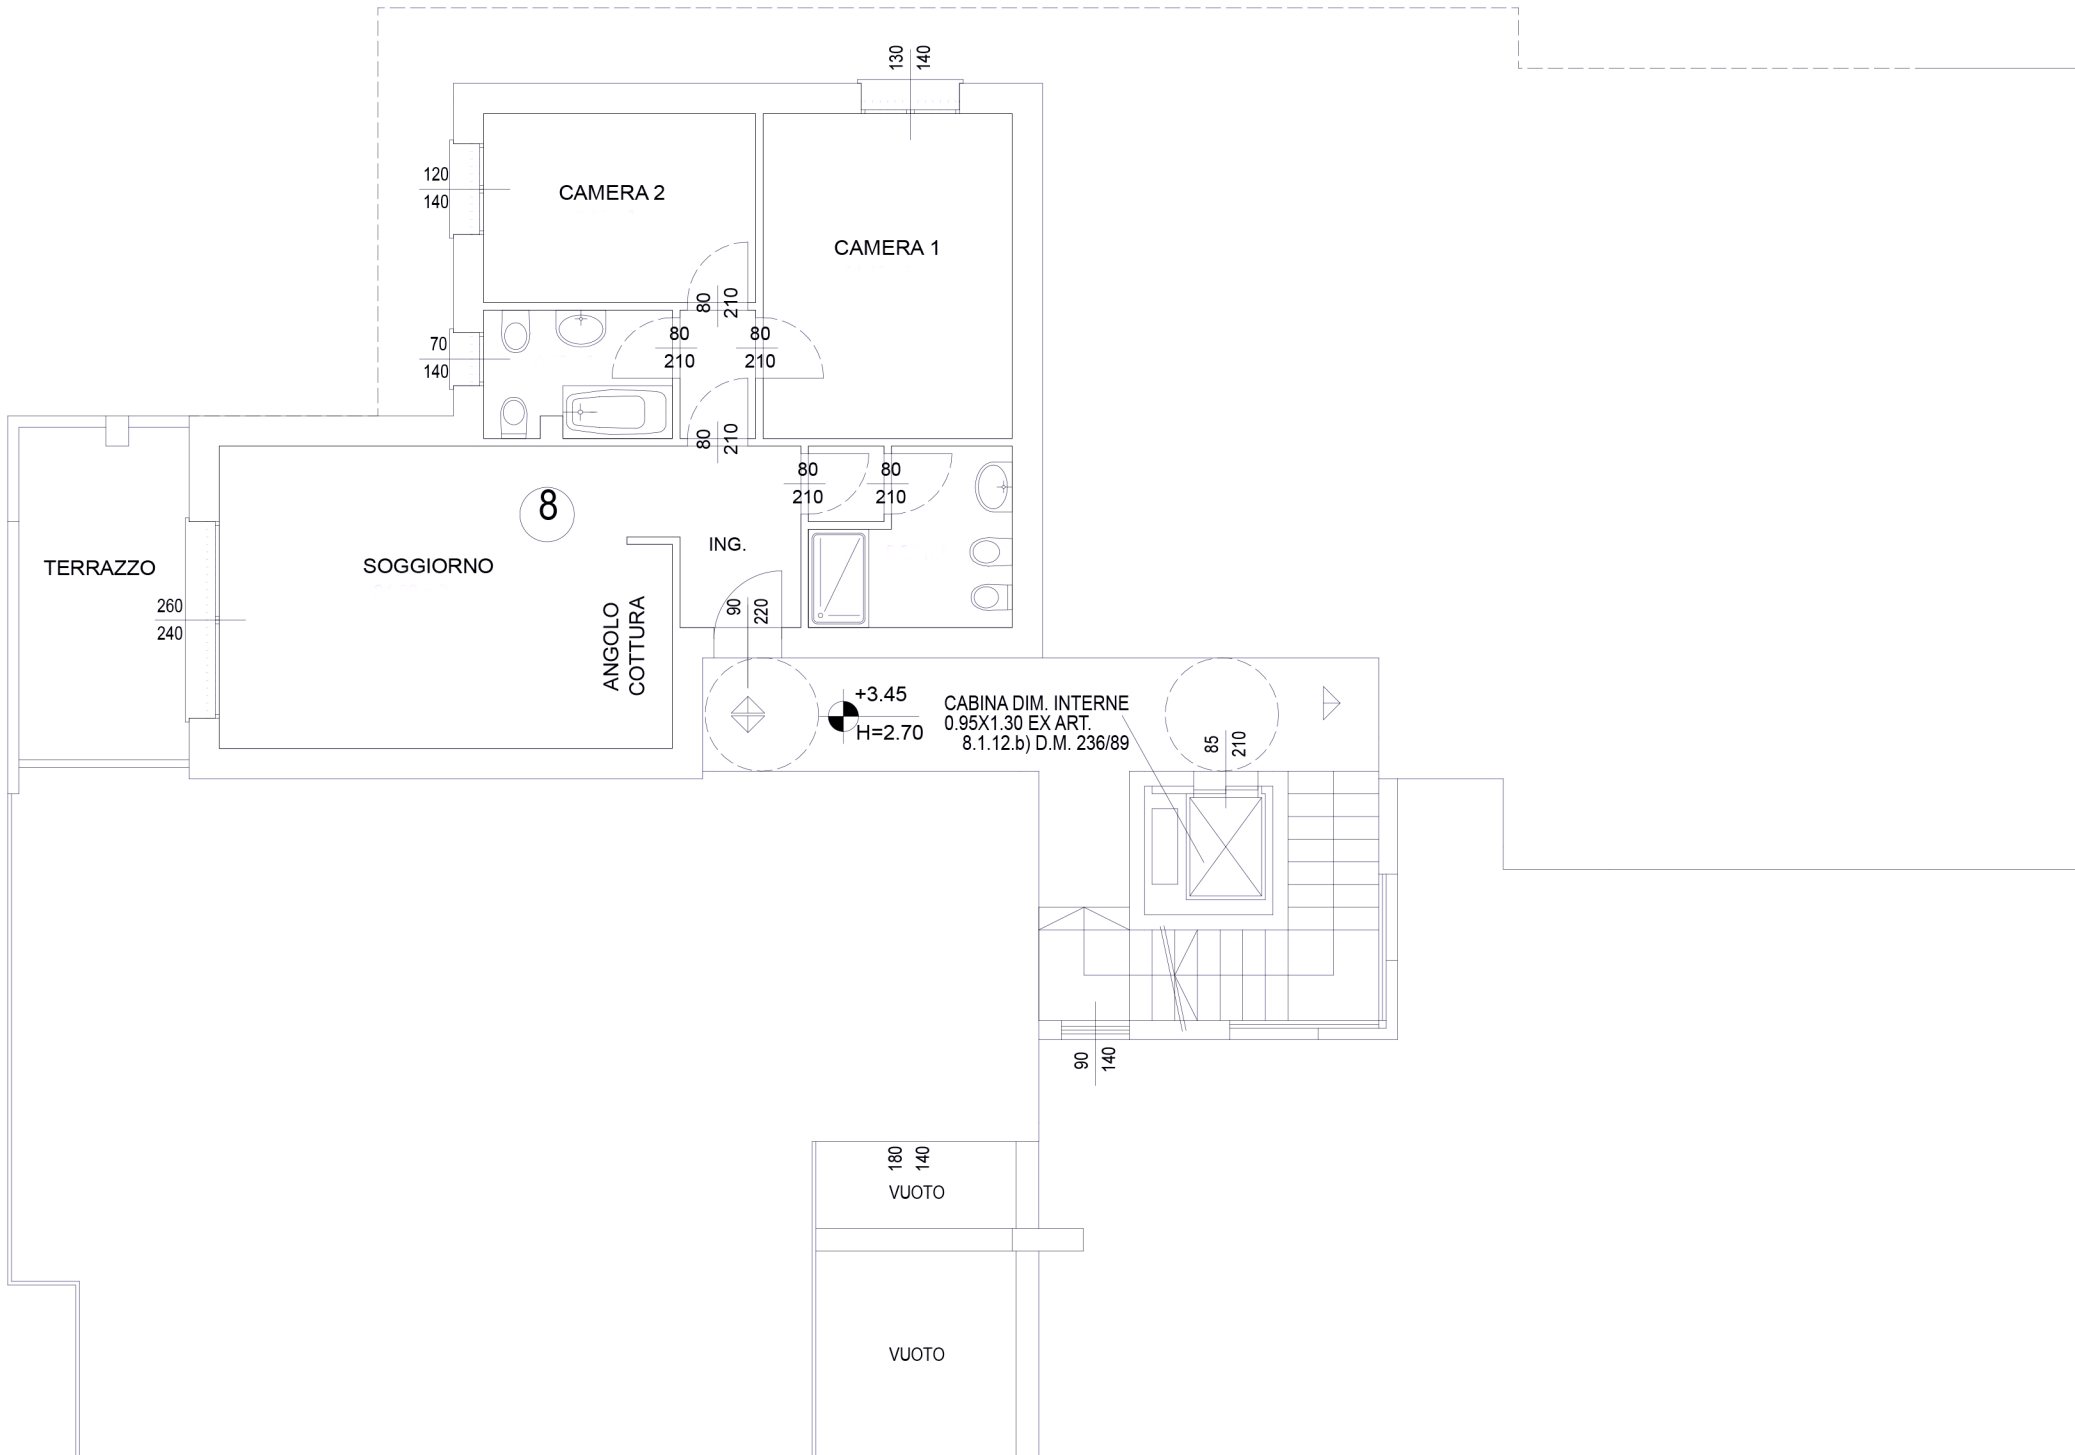 130
140
120
140
CAMERA 2
CAMERA 1
80
210
80
210
80
210
70
140
80
210
80
210
80
210
8
TERRAZZO
SOGGIORNO
ING.
260
240
ANGOLO
COTTURA
90
220
+3.45
H=2.70
CABINA DIM. INTERNE
0.95X1.30 EX ART.
8.1.12.b) D.M. 236/89
85
210
90
140
180
140
VUOTO
VUOTO